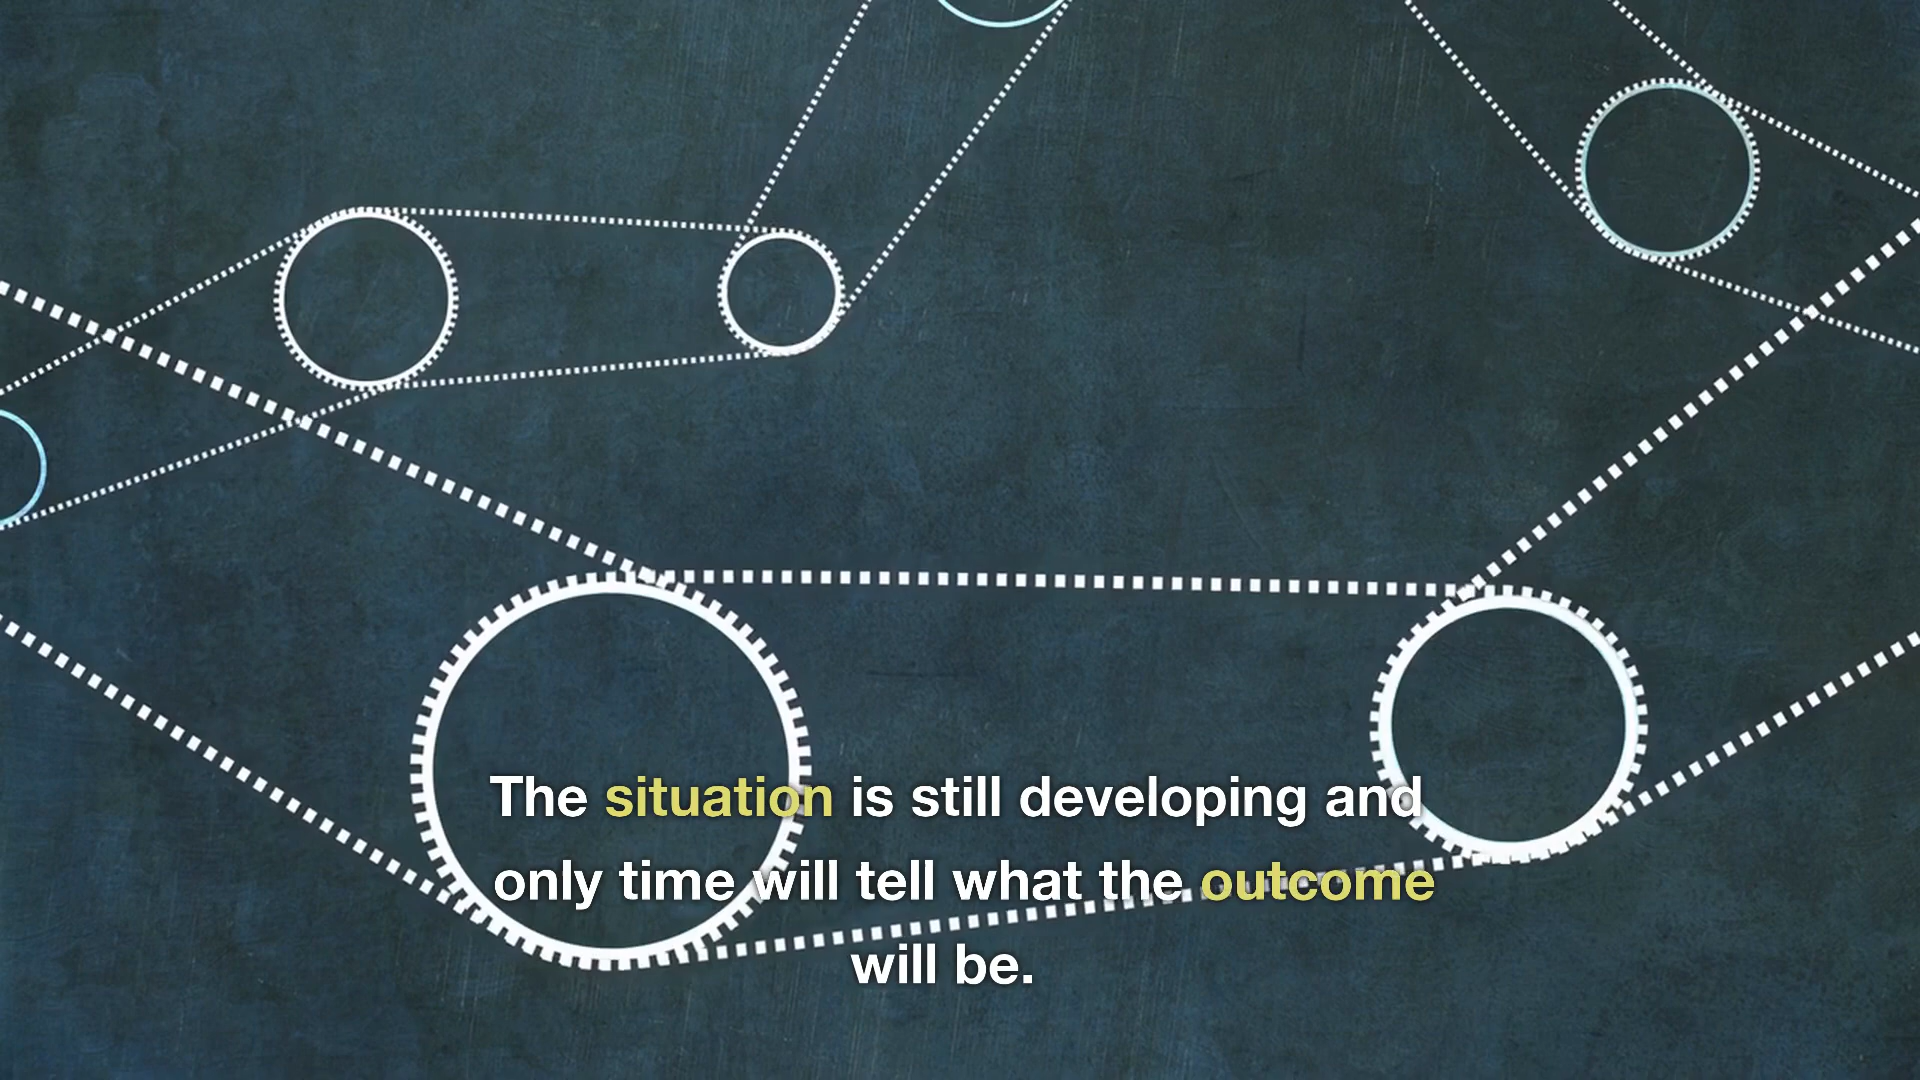 The situation is still developing and
only time will tell what the outcome
will be.